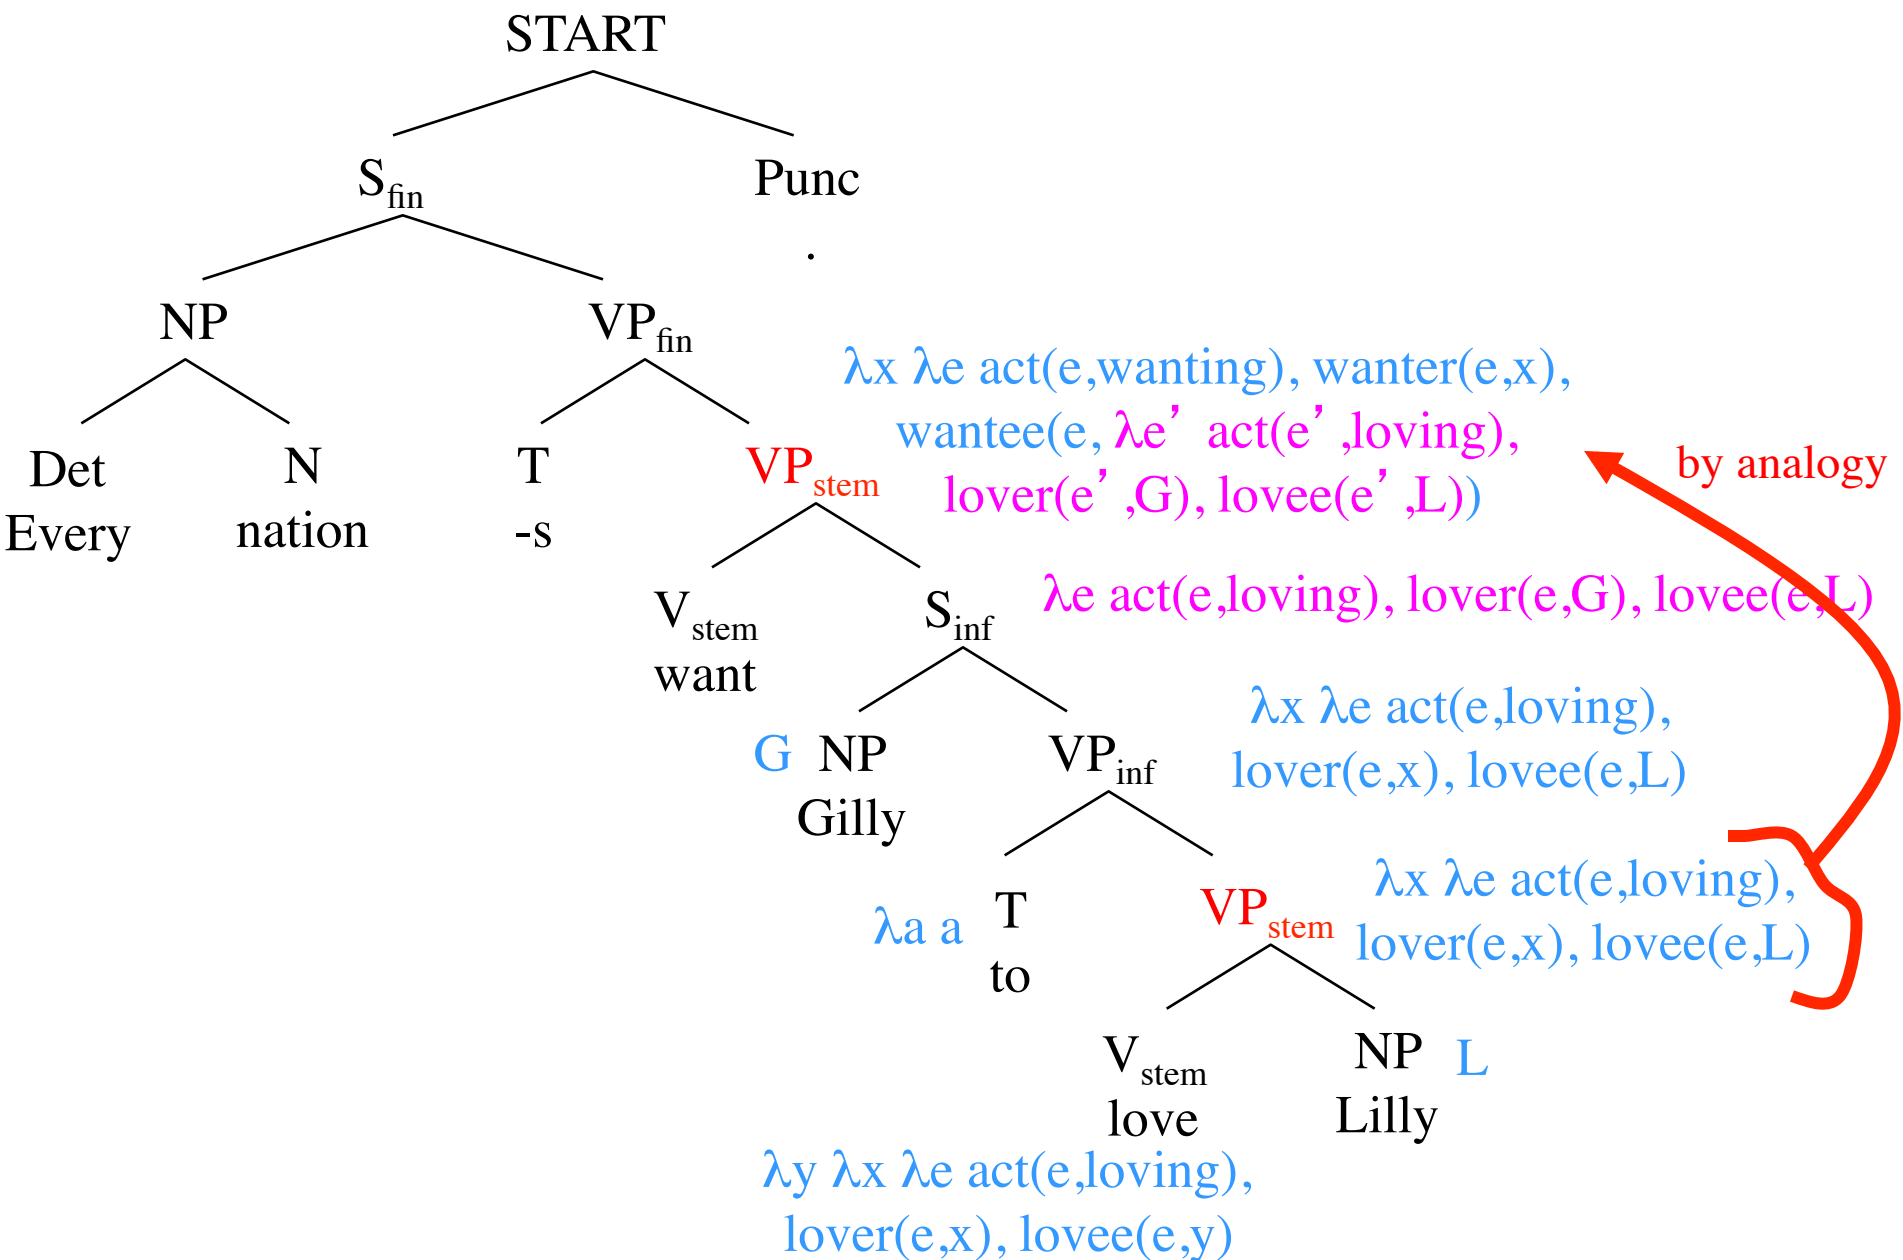 START
S fin Punc
.
NP VP fin
λx λe act(e,wanting), wanter(e,x),
wantee(e, λe’ act(e’ ,loving),
lover(e’ ,G), lovee(e’ ,L))
by analogy
Det N T VP stem
Every nation -s
V stem S inf λe act(e,loving), lover(e,G), lovee(e,L)
want
λx λe act(e,loving),
lover(e,x), lovee(e,L)
G NP VP inf
Gilly
λx λe act(e,loving),
lover(e,x), lovee(e,L)
λa a T VP stem
to
V stem NP L
love Lilly
λy λx λe act(e,loving),
lover(e,x), lovee(e,y)